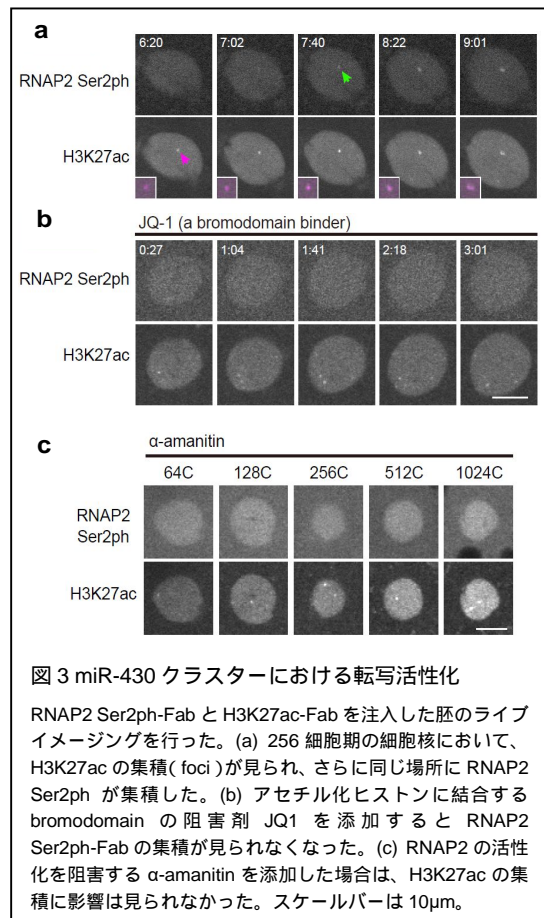 a
6:20 7:02 7:40 8:22 9:01
RNAP2 Ser2ph
H3K27ac
b
JQ-1 (a bromodomain binder)
0:27 1:04 1:41 2:18 3:01
RNAP2 Ser2ph
H3K27ac
c
α-amanitin
64C 128C 256C 512C 1024C
RNAP2
Ser2ph
H3K27ac
図 3 miR-430 クラスターにおける転写活性化
RNAP2 Ser2ph-Fab と H3K27ac-Fab を注入した胚のライブ
イメージングを行った。(a) 256 細胞期の細胞核において、
H3K27ac の集積( foci )が見られ、さらに同じ場所に RNAP2
Ser2ph が集積した。(b) アセチル化ヒストンに結合する
bromodomain の阻害剤 JQ1 を添加すると RNAP2
Ser2ph-Fab の集積が見られなくなった。(c) RNAP2 の活性
化を阻害する α-amanitin を添加した場合は、H3K27ac の集
積に影響は見られなかった。スケールバーは 10μm。